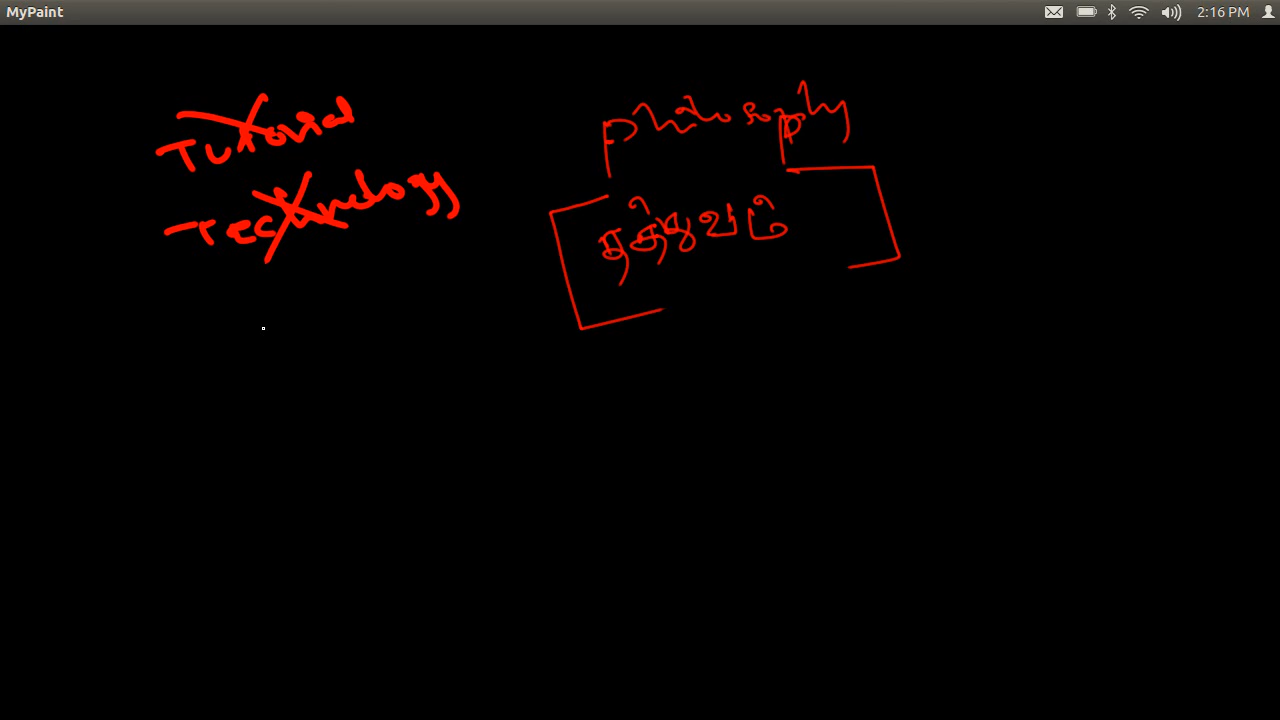 MyPaint 2:16 PM
Tutorial
Technology
philosophy
தத்துவம்